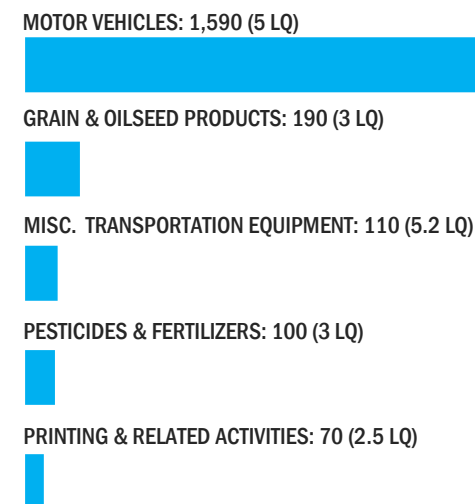 MOTOR VEHICLES: 1,590 (5 LQ)
GRAIN & OILSEED PRODUCTS: 190 (3 LQ)
MISC. TRANSPORTATION EQUIPMENT: 110 (5.2 LQ)
PESTICIDES & FERTILIZERS: 100 (3 LQ)
PRINTING & RELATED ACTIVITIES: 70 (2.5 LQ)